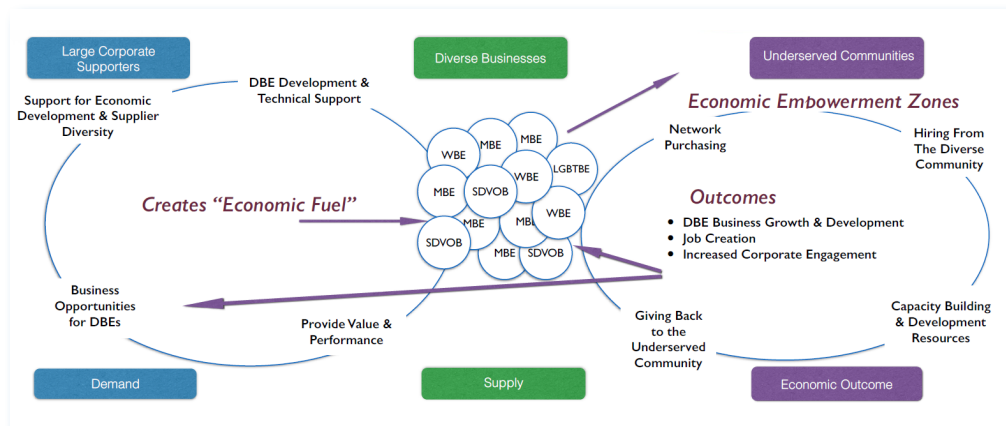 Large Corporate
Supporters
Diverse Businesses
Underserved Communities
DBE Development &
Technical Support
Support for Economic
Development & Supplier
Diversity
Economic Empowerment Zones
Network
Purchasing
Hiring From
The Diverse
Community
MBE
MBE
WBE
LGBTBE
WBE
MBE
SDVOB
WBE
MBE
MBE
SDVOB
MBE
SDVOB
Creates “Economic Fuel”
Outcomes
• DBE Business Growth & Development
• Job Creation
• Increased Corporate Engagement
Business
Opportunities
for DBEs
Provide Value &
Performance
Giving Back
to the
Underserved
Community
Capacity Building
& Development
Resources
Demand
Supply
Economic Outcome